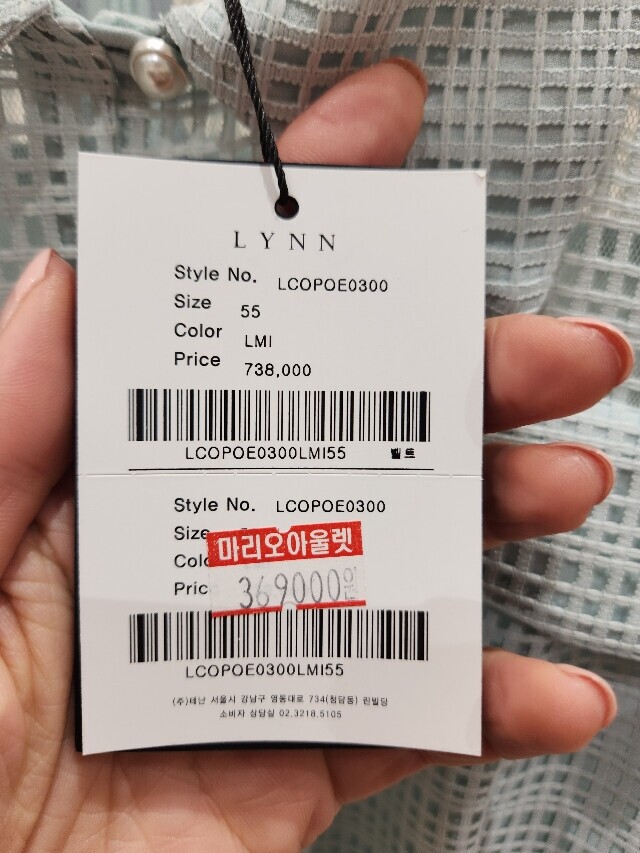 LYNN
Style No. LCOPOE0300
Size 55
Color LMI
Price 738,000
LCOPOE0300LMI55 벨트
Style No. LCOPOE0300
Size
마리오아울렛
369000원
LCOPOE0300LMI55
(주)테난 서울시 강남구 영동대로 734(청담동) 린빌딩
소비자 상담실 02.3218.5105